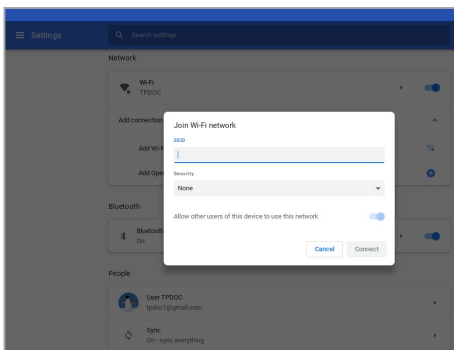 Settings
Search settings
Network
Wi-Fi
TPDOC
Add connection
Add Wi-F
Add Ope
Join Wi-Fi network
SSID
Security
None
Allow other users of this device to use this network
Cancel
Connect
Bluetooth
Bluetooth
On
People
User TPDOC
tpdoc1@gmail.com
Sync
On - sync everything